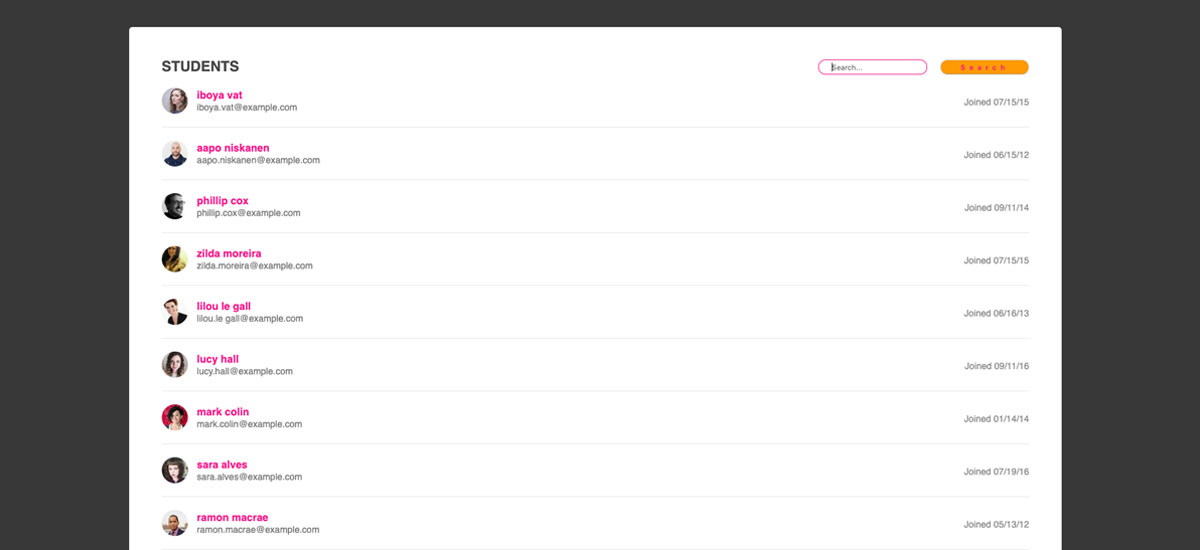 STUDENTS
Search...
Search
iboya vat
iboya.vat@example.com
Joined 07/15/15
aapo niskanen
aapo.niskanen@example.com
Joined 06/15/12
phillip cox
phillip.cox@example.com
Joined 09/11/14
zilda moreira
zilda.moreira@example.com
Joined 07/15/15
lilou le gall
lilou.le gall@example.com
Joined 06/16/13
lucy hall
lucy.hall@example.com
Joined 09/11/16
mark colin
mark.colin@example.com
Joined 01/14/14
sara alves
sara.alves@example.com
Joined 07/19/16
ramon macrae
ramon.macrae@example.com
Joined 05/13/12